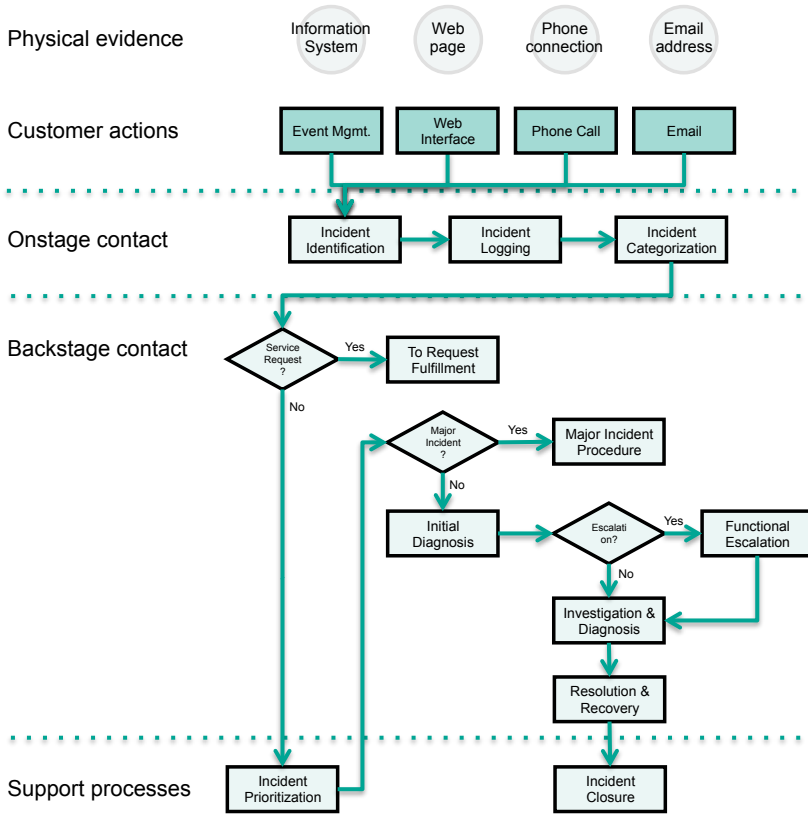 Physical evidence
Information
System
Web
page
Phone
connection
Email
address
Customer actions
Event Mgmt.
Web
Interface
Phone Call
Email
Onstage contact
Incident
Identification
Incident
Logging
Incident
Categorization
Backstage contact
Service
Request
?
Yes
To Request
Fulfillment
No
Major
Incident
?
Yes
Major Incident
Procedure
No
Initial
Diagnosis
Escalati
on?
Yes
Functional
Escalation
No
Investigation &
Diagnosis
Resolution &
Recovery
Support processes
Incident
Prioritization
Incident
Closure